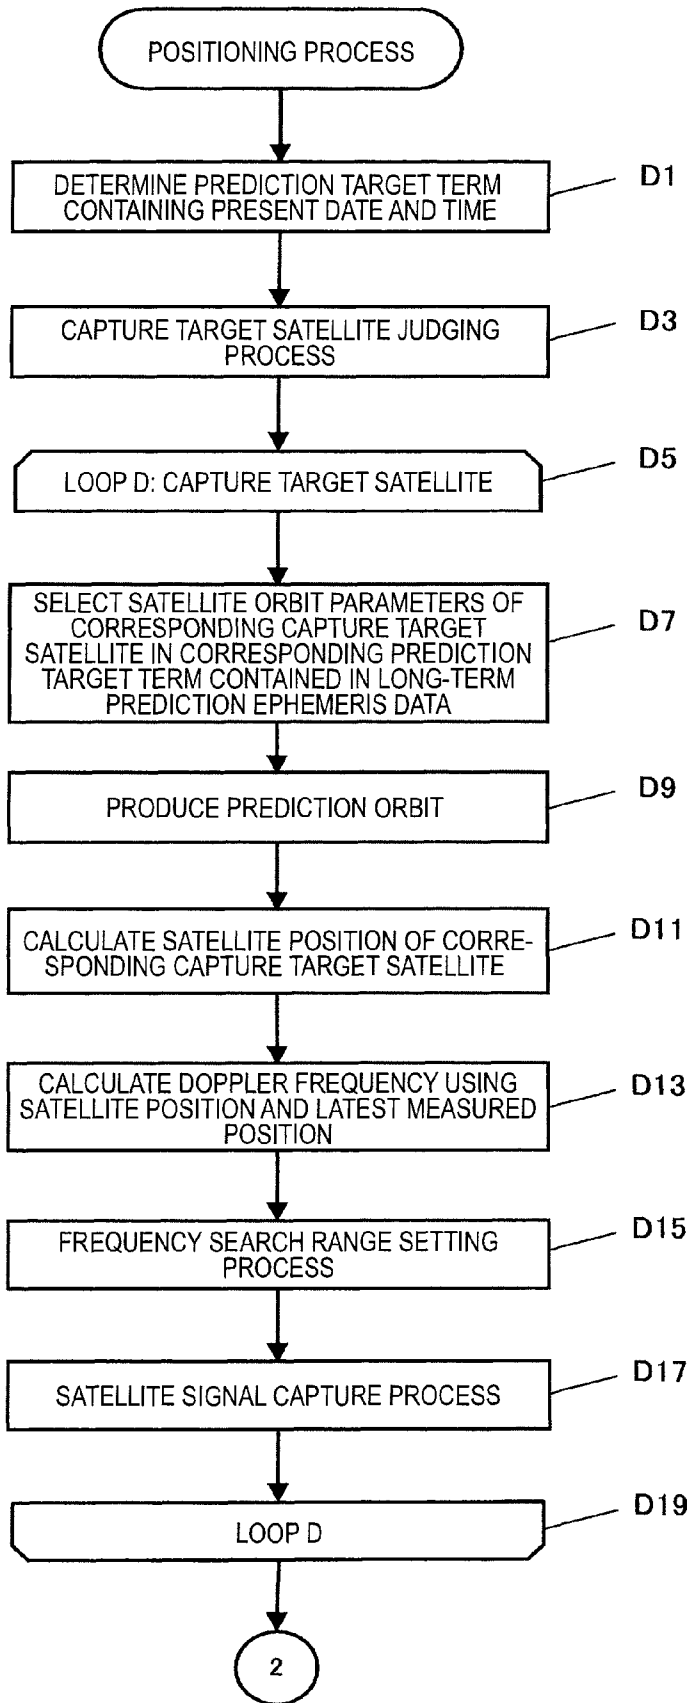 POSITIONING PROCESS
DETERMINE PREDICTION TARGET TERM
CONTAINING PRESENT DATE AND TIME
D1
CAPTURE TARGET SATELLITE JUDGING
PROCESS
D3
LOOP D: CAPTURE TARGET SATELLITE
D5
SELECT SATELLITE ORBIT PARAMETERS OF
CORRESPONDING CAPTURE TARGET
SATELLITE IN CORRESPONDING PREDICTION
TARGET TERM CONTAINED IN LONG-TERM
PREDICTION EPHEMERIS DATA
D7
PRODUCE PREDICTION ORBIT
D9
CALCULATE SATELLITE POSITION OF CORRE-
SPONDING CAPTURE TARGET SATELLITE
D11
CALCULATE DOPPLER FREQUENCY USING
SATELLITE POSITION AND LATEST MEASURED
POSITION
D13
FREQUENCY SEARCH RANGE SETTING
PROCESS
D15
SATELLITE SIGNAL CAPTURE PROCESS
D17
LOOP D
D19
2